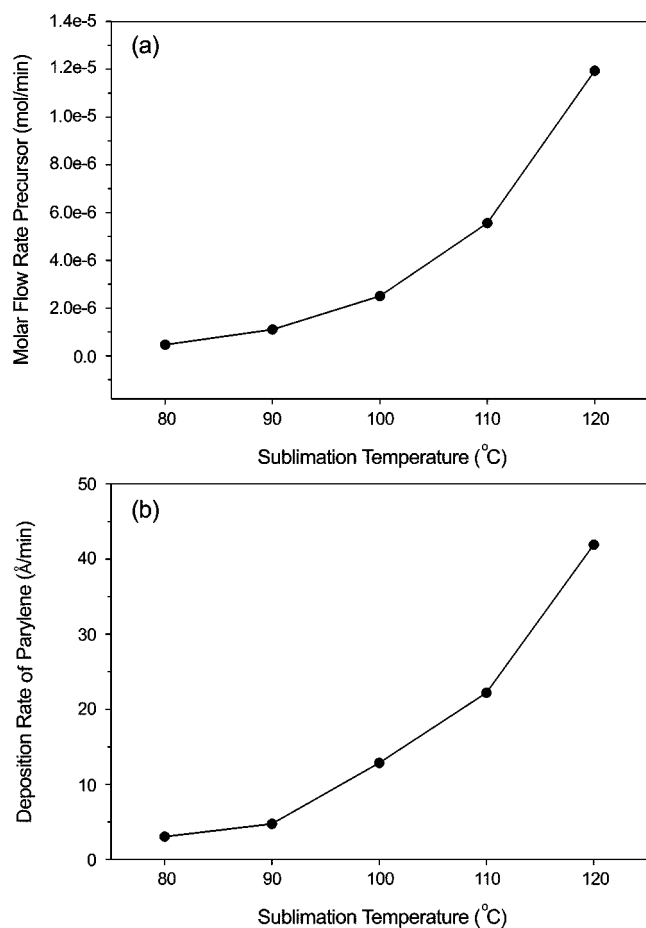 (a)
Molar Flow Rate Precursor (mol/min)
1.4e-5
1.2e-5
1.0e-5
8.0e-6
6.0e-6
4.0e-6
2.0e-6
0.0
80 90 100 110 120
Sublimation Temperature (°C)
(b)
Deposition Rate of Parylene (Å/min)
50
40
30
20
10
0
80 90 100 110 120
Sublimation Temperature (°C)